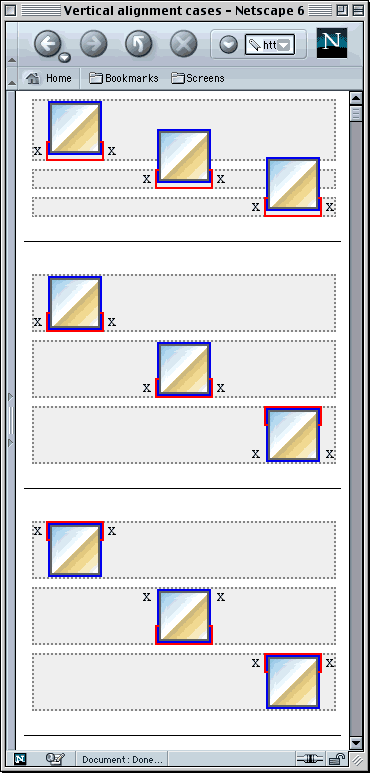 Vertical alignment cases - Netscape 6
htt
N
Home Bookmarks Screens
x x
x x
x x
x x
x x
x x
x x
x x
x x
N Document: Done...